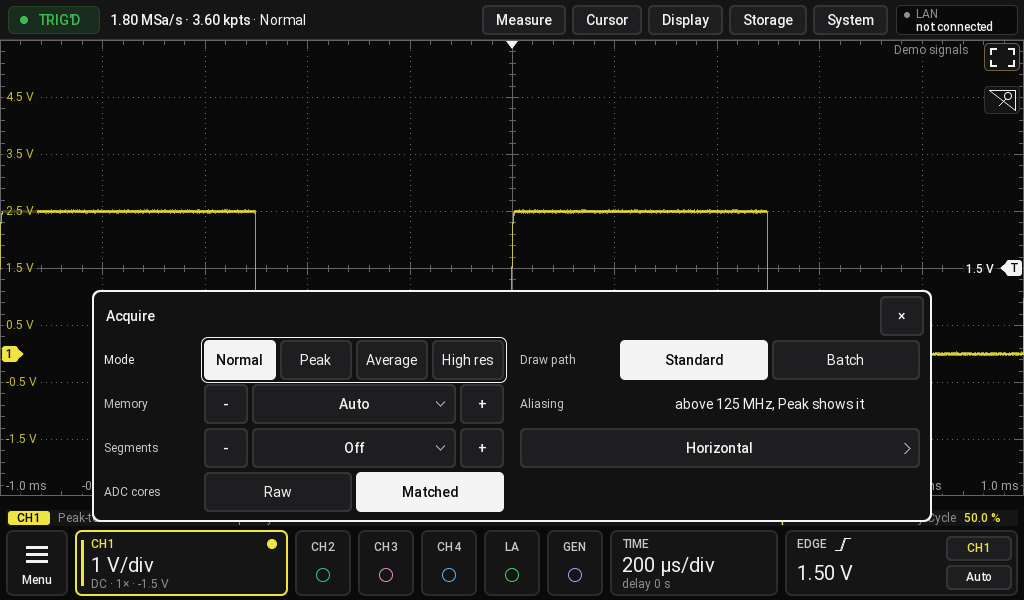 TRIG'D 1.80 MSa/s · 3.60 kpts · Normal Measure Cursor Display Storage System LAN not connected
Demo signals
4.5 V
3.5 V
2.5 V
1.5 V 1.5 V T
0.5 V
1
-0.5 V
-1.5 V
-1.0 ms 1.0 ms
Acquire ×
Mode Normal Peak Average High res Draw path Standard Batch
Memory - Auto + Aliasing above 125 MHz, Peak shows it
Segments - Off + Horizontal
ADC cores Raw Matched
CH1 Cycle 50.0 %
Menu
CH1
1 V/div
DC · 1× · -1.5 V
CH2 CH3 CH4 LA GEN
TIME
200 µs/div
delay 0 s
EDGE CH1
1.50 V Auto